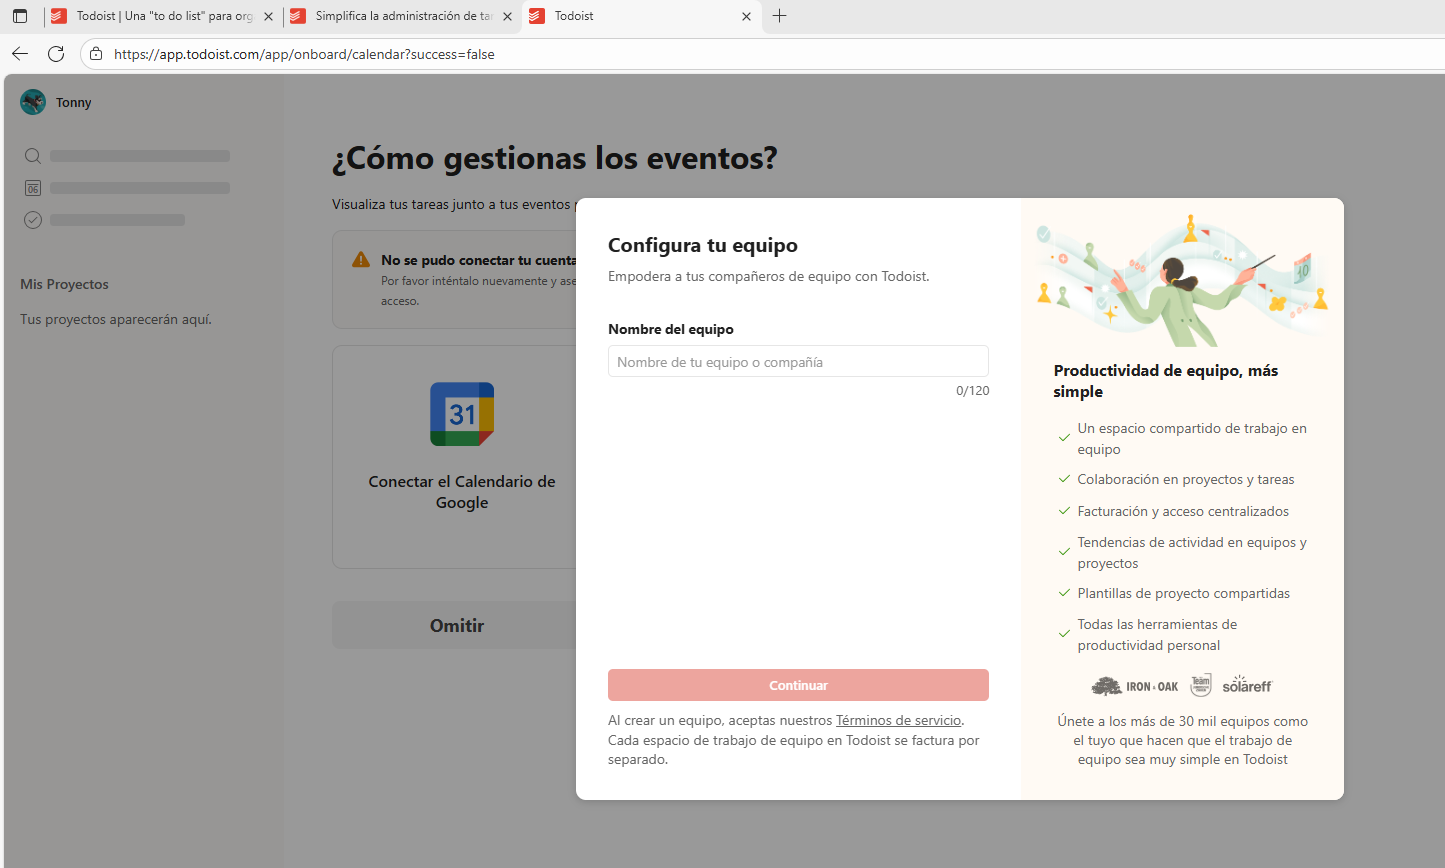 Todoist | Una "to do list" para org
Simplifica la administración de tar
Todoist
https://app.todoist.com/app/onboard/calendar?success=false
Tonny
06
Mis Proyectos
Tus proyectos aparecerán aquí.
¿Cómo gestionas los eventos?
Visualiza tus tareas junto a tus eventos
No se pudo conectar tu cuenta
Por favor inténtalo nuevamente y ase
acceso.
31
Conectar el Calendario de
Google
Omitir
Configura tu equipo
Empodera a tus compañeros de equipo con Todoist.
Nombre del equipo
Nombre de tu equipo o compañía
0/120
Continuar
Al crear un equipo, aceptas nuestros Términos de servicio.
Cada espacio de trabajo de equipo en Todoist se factura por
separado.
10
Productividad de equipo, más
simple
Un espacio compartido de trabajo en
equipo
Colaboración en proyectos y tareas
Facturación y acceso centralizados
Tendencias de actividad en equipos y
proyectos
Plantillas de proyecto compartidas
Todas las herramientas de
productividad personal
IRON & OAK
Team
solareff
Únete a los más de 30 mil equipos como
el tuyo que hacen que el trabajo de
equipo sea muy simple en Todoist